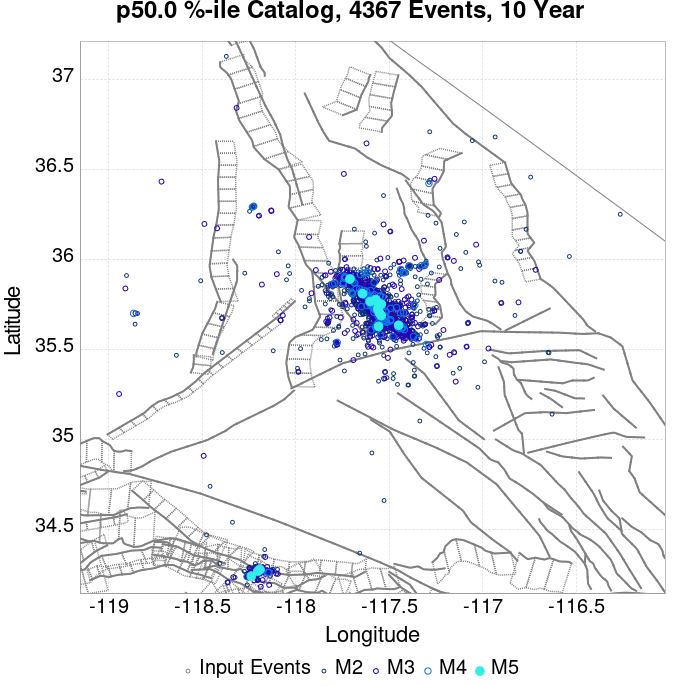 p50.0 %-ile Catalog, 4367 Events, 10 Year
37
36.5
36
35.5
35
34.5
Latitude
-119
-118.5
-118
-117.5
-117
-116.5
Longitude
Input Events
M2
M3
M4
M5